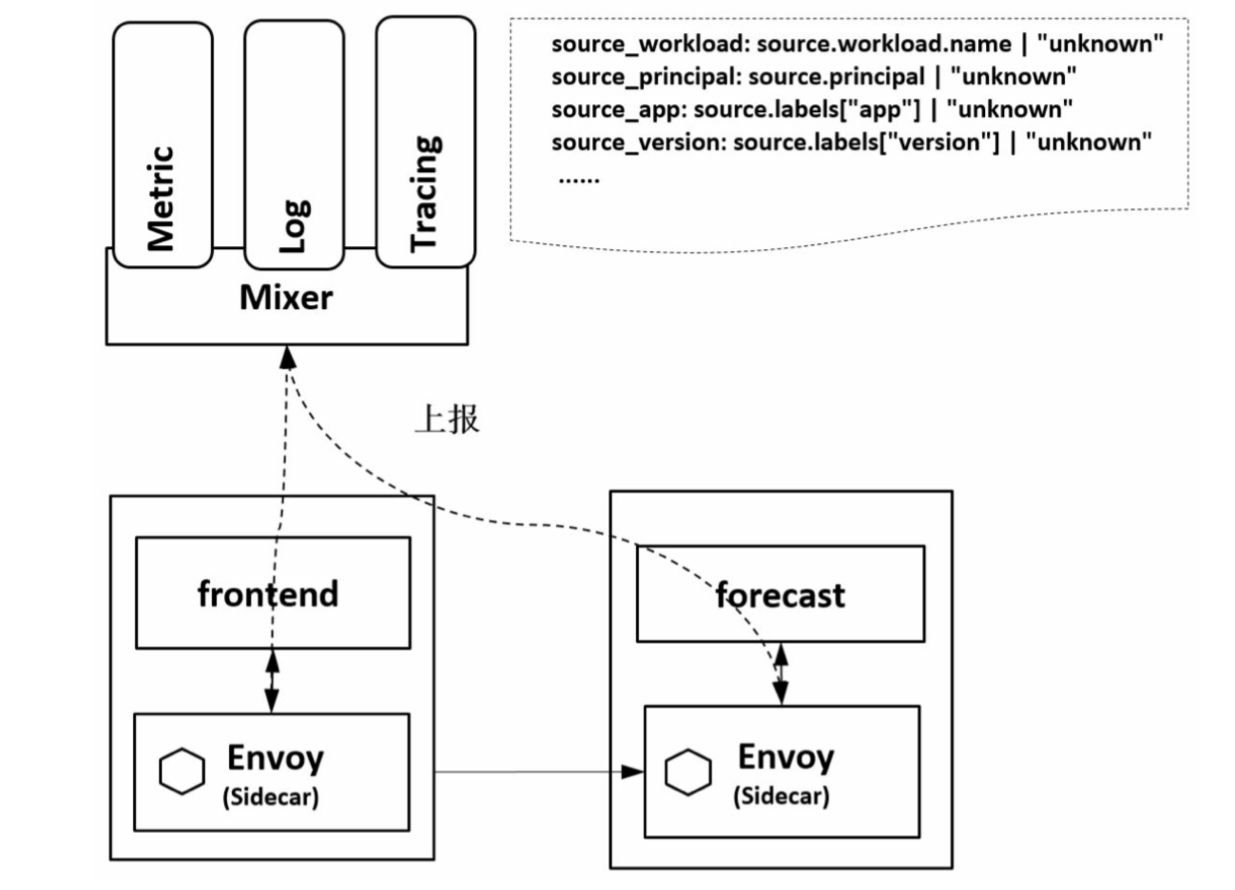 source_workload: source.workload.name | "unknown"
source_principal: source.principal | "unknown"
source_app: source.labels["app"] | "unknown"
source_version: source.labels["version"] | "unknown"
......
Metric
Log
Tracing
Mixer
上报
frontend
forecast
Envoy
(Sidecar)
Envoy
(Sidecar)